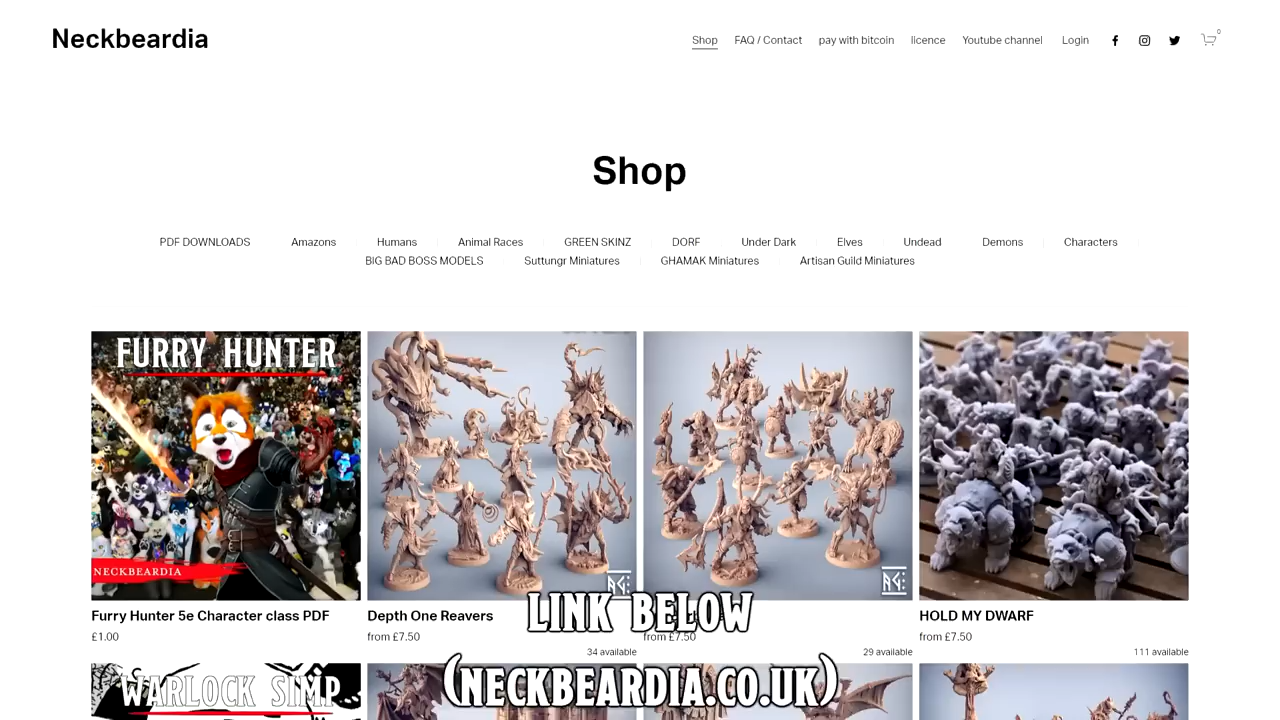 Neckbeardia
Shop
FAQ / Contact
pay with bitcoin
licence
Youtube channel
Login
0
Shop
PDF DOWNLOADS
Amazons
Humans
Animal Races
GREEN SKINZ
DORF
Under Dark
Elves
Undead
Demons
Characters
BIG BAD BOSS MODELS
Suttungr Miniatures
GHAMAK Miniatures
Artisan Guild Miniatures
FURRY HUNTER
NECKBEARDIA
Furry Hunter 5e Character class PDF
£1.00
Depth One Reavers
from £7.50
34 available
from £7.50
29 available
HOLD MY DWARF
from £7.50
111 available
LINK BELOW
(NECKBEARDIA.CO.UK)
WARLOCK SIMP